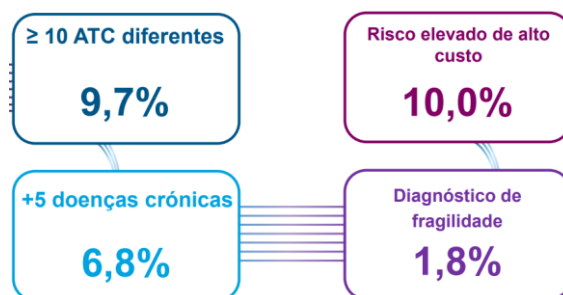 ≥ 10 ATC diferentes
9,7%
Risco elevado de alto
custo
10,0%
+5 doenças crónicas
6,8%
Diagnóstico de
fragilidade
1,8%